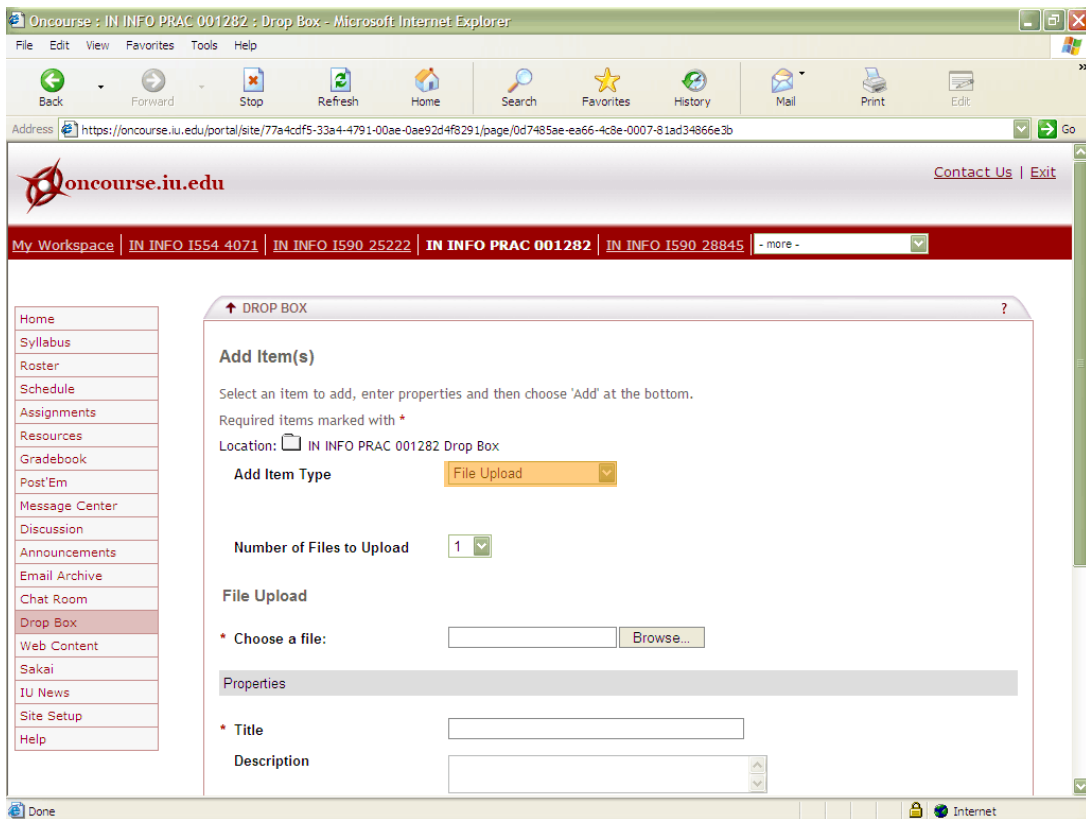 Oncourse : IN INFO PRAC 001282 : Drop Box - Microsoft Internet Explorer
File Edit View Favorites Tools Help
Back Forward Stop Refresh Home Search Favorites History Mail Print Edit
Address https://oncourse.iu.edu/portal/site/77a4cdf5-33a4-4791-00ae-0ae92d4f8291/page/0d7485ae-ea66-4c8e-0007-81ad34866e3b Go
oncourse.iu.edu
Contact Us | Exit
My Workspace | IN INFO I554 4071 | IN INFO I590 25222 | IN INFO PRAC 001282 | IN INFO I590 28845 | - more -
Home
Syllabus
Roster
Schedule
Assignments
Resources
Gradebook
Post'Em
Message Center
Discussion
Announcements
Email Archive
Chat Room
Drop Box
Web Content
Sakai
IU News
Site Setup
Help
DROP BOX ?
Add Item(s)
Select an item to add, enter properties and then choose 'Add' at the bottom.
Required items marked with *
Location: IN INFO PRAC 001282 Drop Box
Add Item Type File Upload
Number of Files to Upload 1
File Upload
* Choose a file: Browse...
Properties
* Title
Description
Done Internet